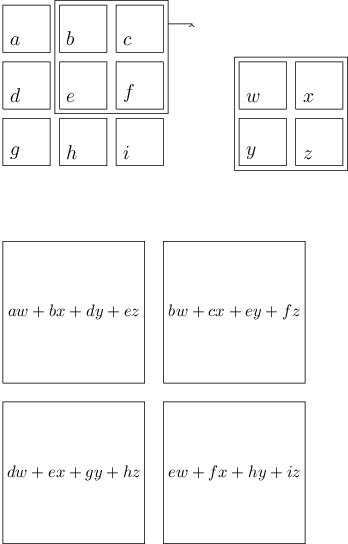 a b c
d e f w x
g h i y z
aw + bx + dy + ez bw + cx + ey + fz
dw + ex + gy + hz ew + fx + hy + iz